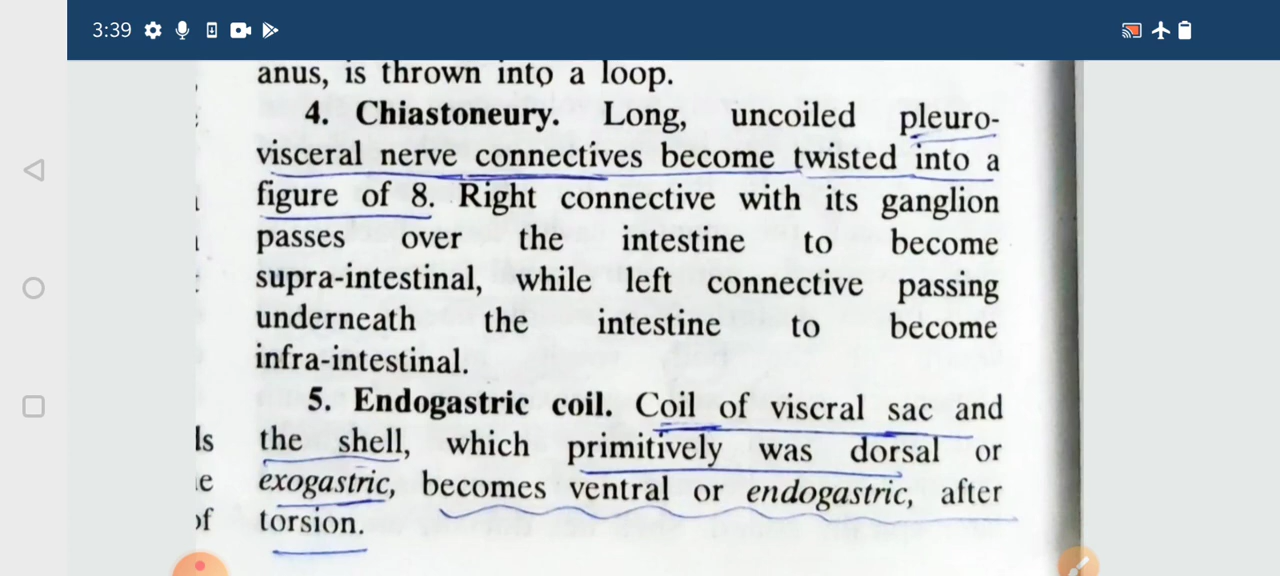 3:39
anus, is thrown into a loop.
4. Chiastoneury. Long, uncoiled pleuro-
visceral nerve connectives become twisted into a
figure of 8. Right connective with its ganglion
passes over the intestine to become
supra-intestinal, while left connective passing
underneath the intestine to become
infra-intestinal.
5. Endogastric coil. Coil of viscral sac and
ls the shell, which primitively was dorsal or
e exogastric, becomes ventral or endogastric, after
of torsion.